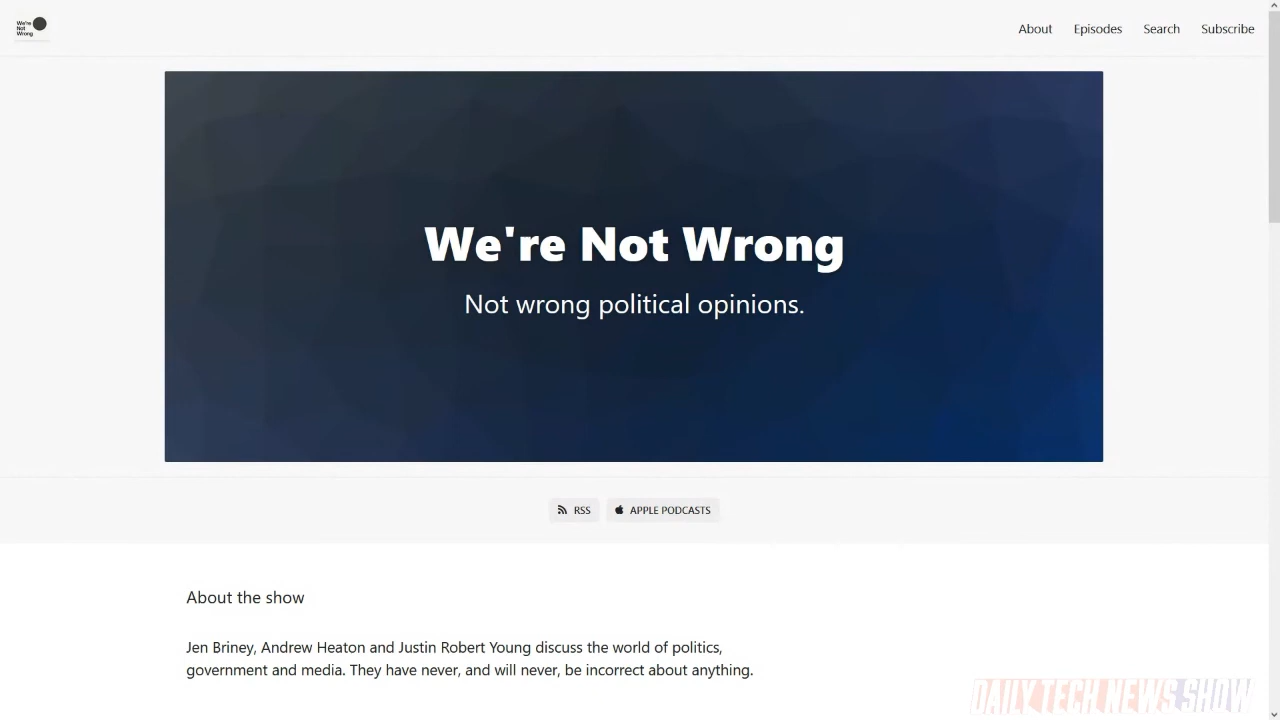 We're
Not
Wrong
About Episodes Search Subscribe
We're Not Wrong
Not wrong political opinions.
RSS APPLE PODCASTS
About the show
Jen Briney, Andrew Heaton and Justin Robert Young discuss the world of politics,
government and media. They have never, and will never, be incorrect about anything.
DAILY TECH NEWS SHOW